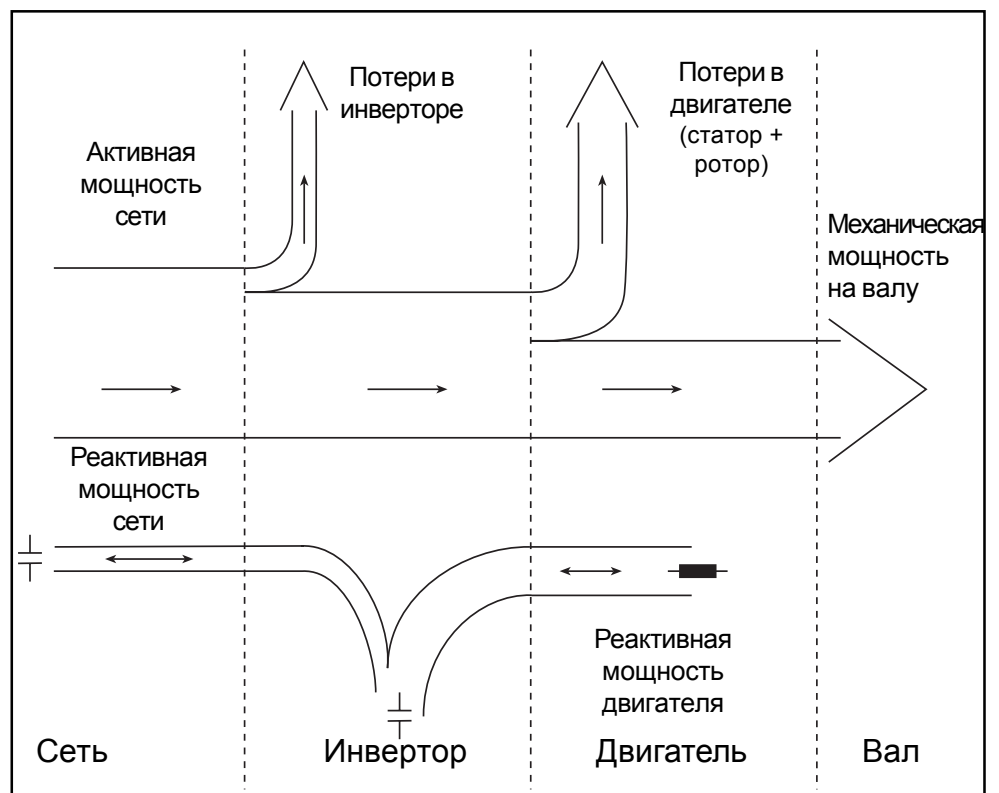 Потери в
инверторе
Потери в
двигателе
(статор +
ротор)
Активная
мощность
сети
Механическая
мощность
на валу
Реактивная
мощность
сети
Реактивная
мощность
двигателя
Сеть
Инвертор
Двигатель
Вал